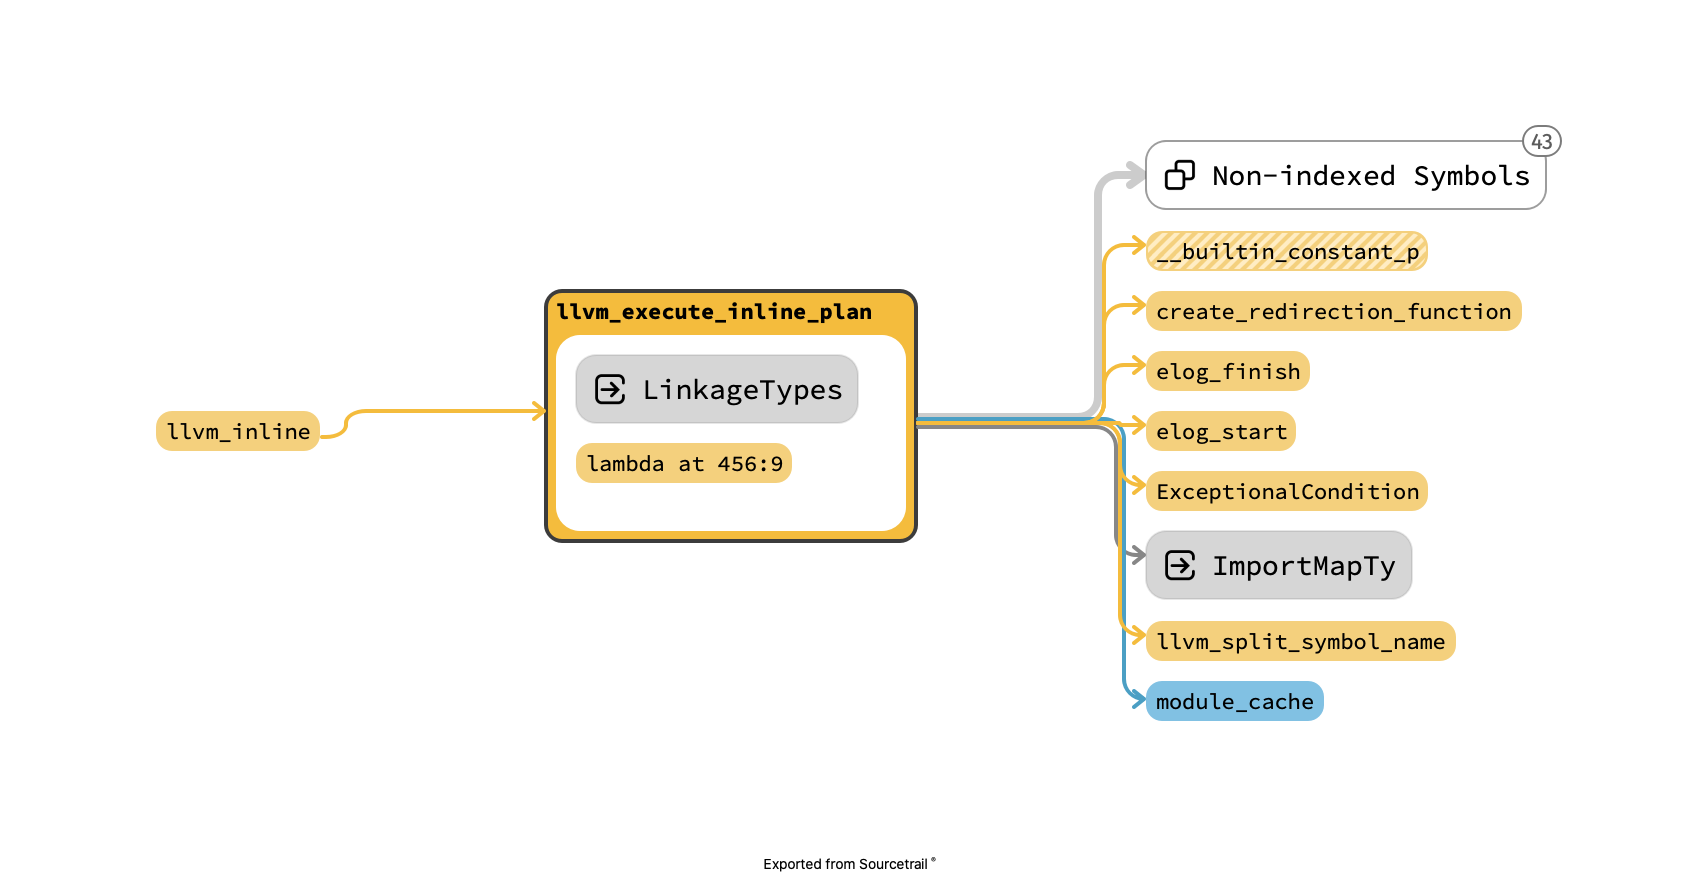 43
Non-indexed Symbols
__builtin_constant_p
llvm_execute_inline_plan
create_redirection_function
elog_finish
LinkageTypes
llvm_inline
elog_start
lambda at 456:9
ExceptionalCondition
ImportMapTy
llvm_split_symbol_name
module_cache
Exported from Sourcetrail ®